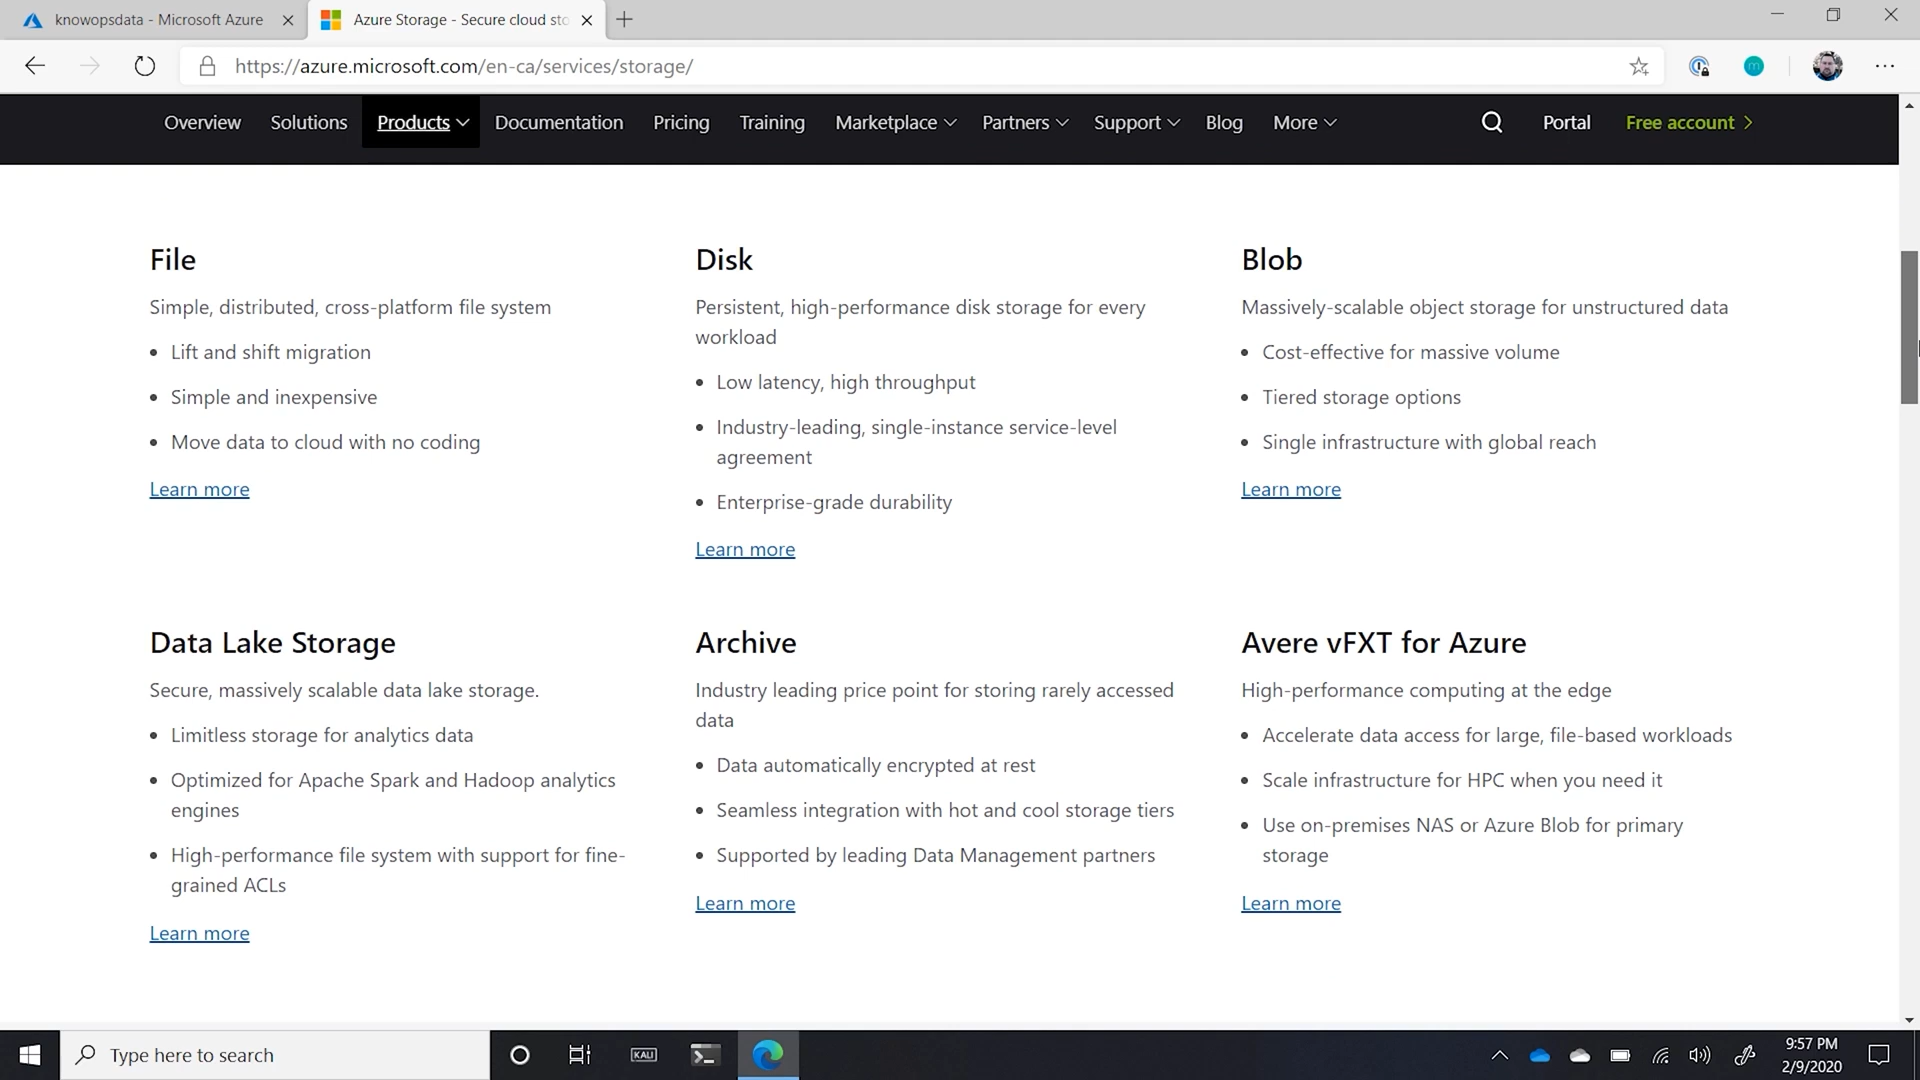 knowopsdata - Microsoft Azure
Azure Storage - Secure cloud sto
https://azure.microsoft.com/en-ca/services/storage/
Overview Solutions Products Documentation Pricing Training Marketplace Partners Support Blog More Portal Free account
File
Simple, distributed, cross-platform file system
• Lift and shift migration
• Simple and inexpensive
• Move data to cloud with no coding
Learn more
Disk
Persistent, high-performance disk storage for every
workload
• Low latency, high throughput
• Industry-leading, single-instance service-level
agreement
• Enterprise-grade durability
Learn more
Blob
Massively-scalable object storage for unstructured data
• Cost-effective for massive volume
• Tiered storage options
• Single infrastructure with global reach
Learn more
Data Lake Storage
Secure, massively scalable data lake storage.
• Limitless storage for analytics data
• Optimized for Apache Spark and Hadoop analytics
engines
• High-performance file system with support for fine-
grained ACLs
Learn more
Archive
Industry leading price point for storing rarely accessed
data
• Data automatically encrypted at rest
• Seamless integration with hot and cool storage tiers
• Supported by leading Data Management partners
Learn more
Avere vFXT for Azure
High-performance computing at the edge
• Accelerate data access for large, file-based workloads
• Scale infrastructure for HPC when you need it
• Use on-premises NAS or Azure Blob for primary
storage
Learn more
Type here to search
KALI
9:57 PM
2/9/2020